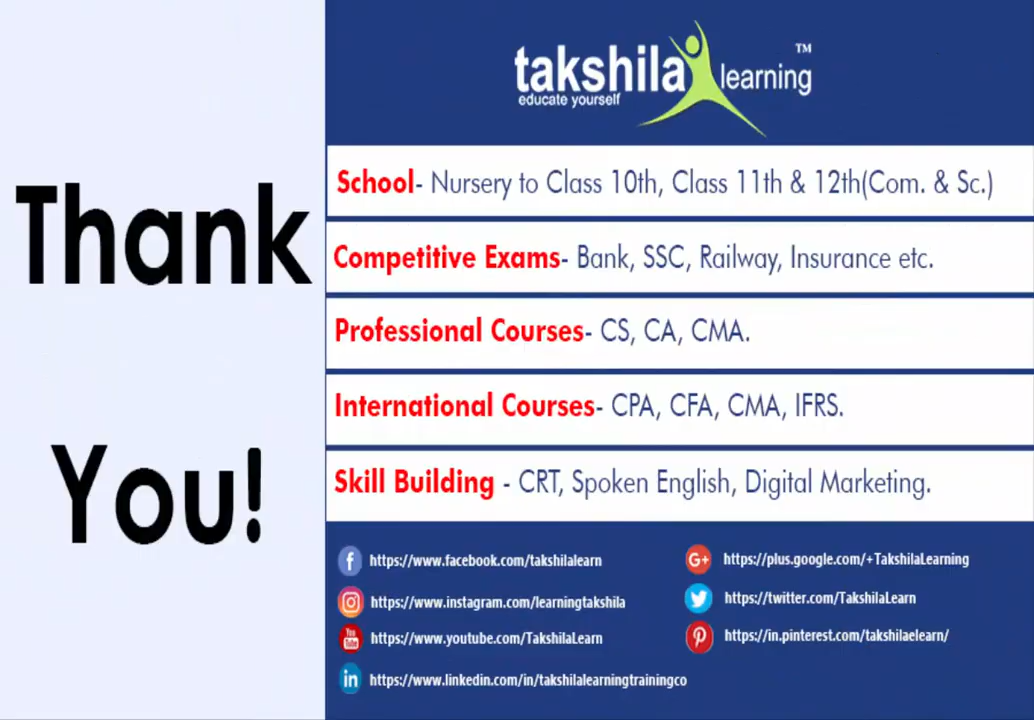 Thank
You!
takshila learning ™
educate yourself
School- Nursery to Class 10th, Class 11th & 12th(Com. & Sc.)
Competitive Exams- Bank, SSC, Railway, Insurance etc.
Professional Courses- CS, CA, CMA.
International Courses- CPA, CFA, CMA, IFRS.
Skill Building - CRT, Spoken English, Digital Marketing.
f https://www.facebook.com/takshilalearn
https://www.instagram.com/learningtakshila
You Tube https://www.youtube.com/TakshilaLearn
in https://www.linkedin.com/in/takshilalearningtrainingco
G+ https://plus.google.com/+TakshilaLearning
https://twitter.com/TakshilaLearn
https://in.pinterest.com/takshilaelearn/